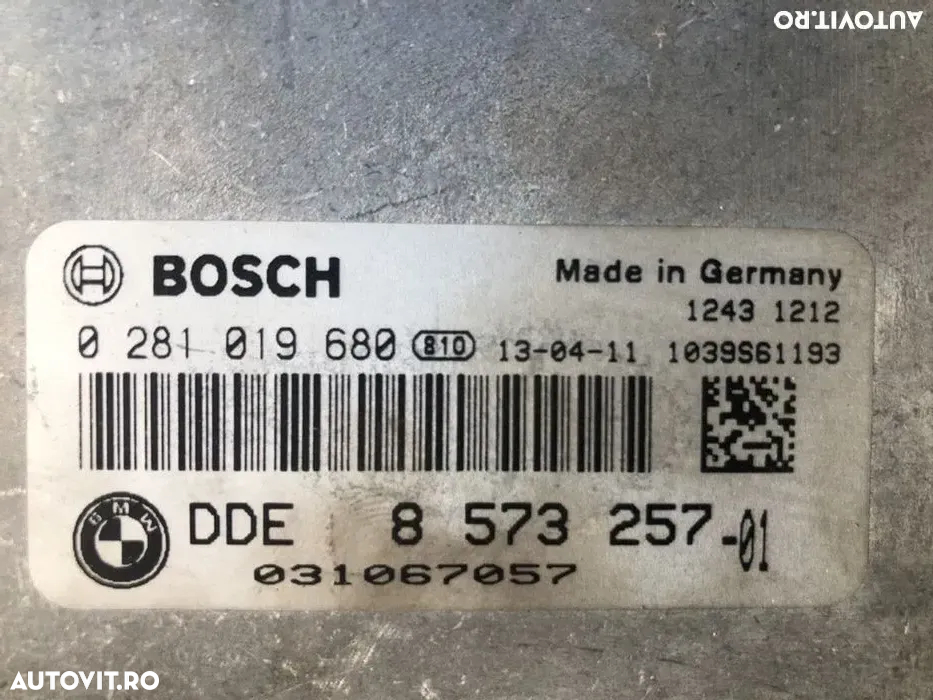 AUTOVIT.RO
BOSCH
Made in Germany
1243 1212
0 281 019 680 810 13-04-11 1039S61193
BMW
DDE 8 573 257-01
031067057
AUTOVIT.RO